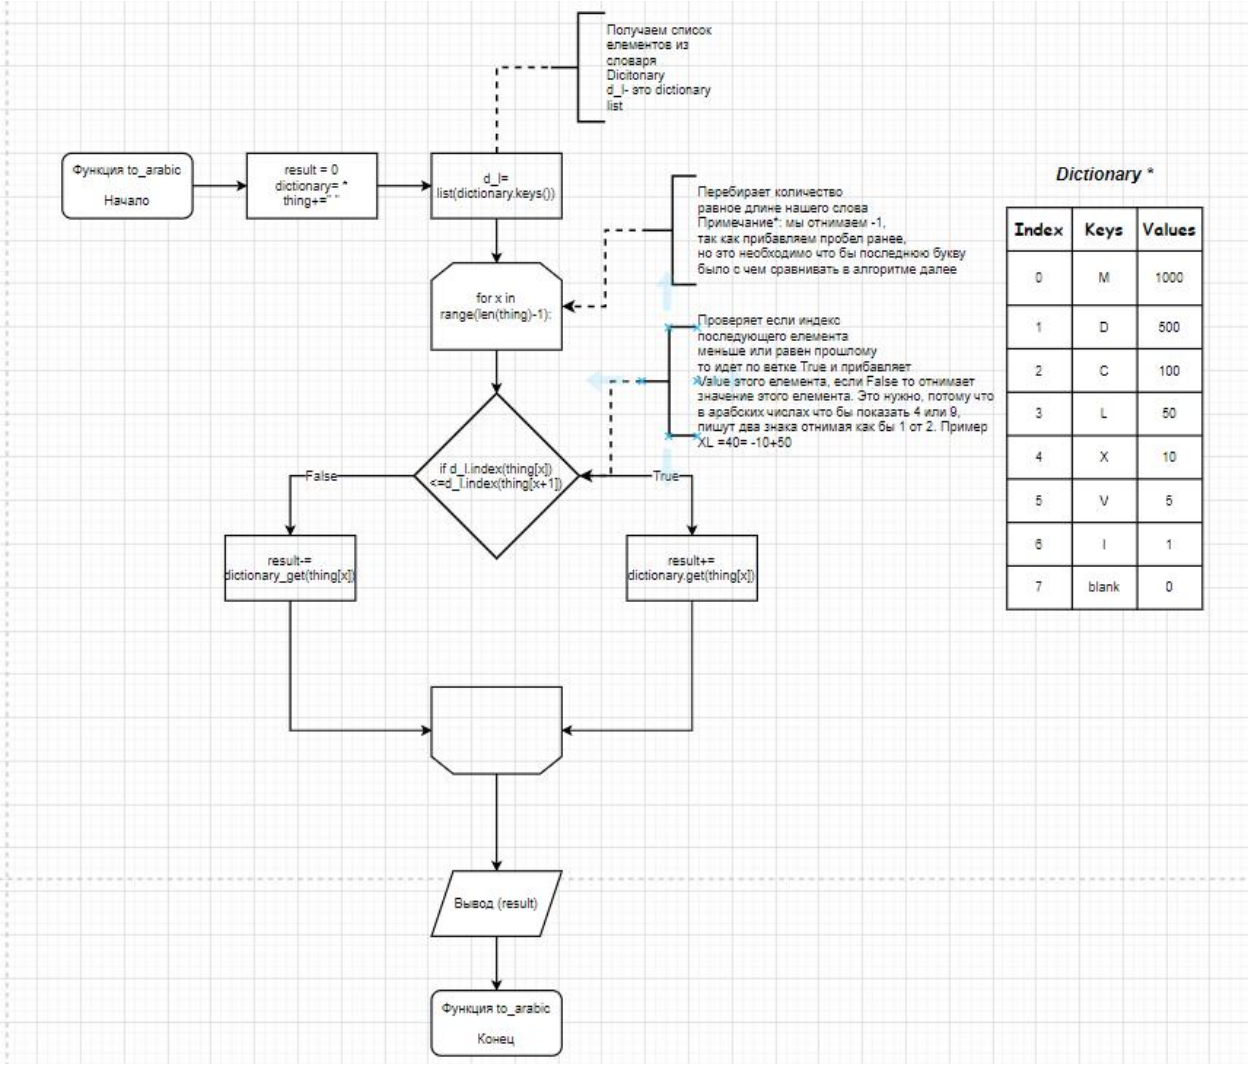 Получаем список
елементов из
словаря
Dicitonary
d_l- это dictionary
list
Функция to_arabic
Начало
result = 0
dictionary= *
thing+=" "
d_l=
list(dictionary.keys())
Перебирает количество
равное длине нашего слова
Примечание*: мы отнимаем -1,
так как прибавляем пробел ранее,
но это необходимо что бы последнюю букву
было с чем сравнивать в алгоритме далее
for x in
range(len(thing)-1):
Проверяет если индекс
последующего елемента
меньше или равен прошлому
то идет по ветке True и прибавляет
Value этого елемента, если False то отнимает
значение этого елемента. Это нужно, потому что
в арабских числах что бы показать 4 или 9,
пишут два знака отнимая как бы 1 от 2. Пример
XL =40= -10+50
if d_l.index(thing[x])
<=d_l.index(thing[x+1])
False
True
result-=
dictionary_get(thing[x])
result+=
dictionary.get(thing[x])
Вывод (result)
Функция to_arabic
Конец
Dictionary *
Index Keys Values
0 M 1000
1 D 500
2 C 100
3 L 50
4 X 10
5 V 5
6 I 1
7 blank 0